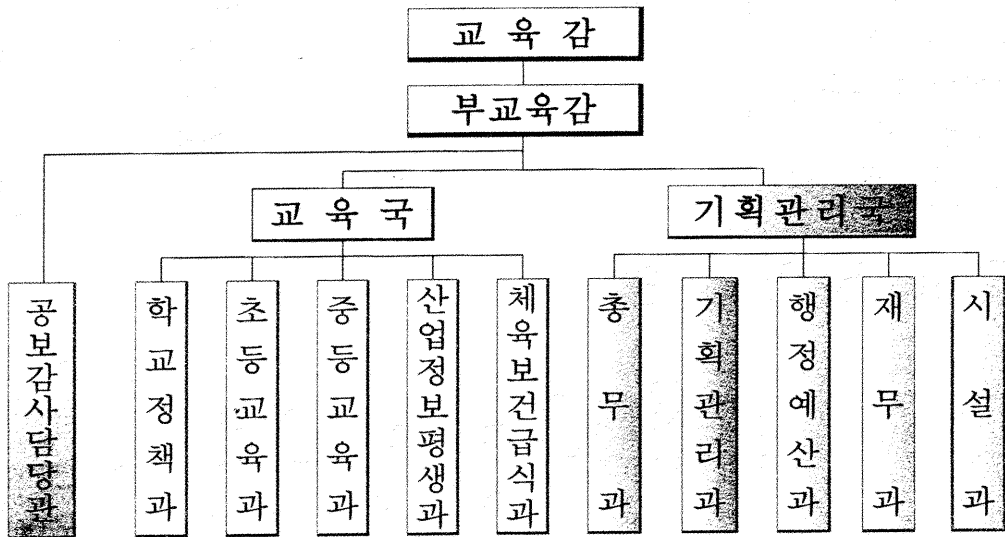 교 육 감
부교육감
교 육 국
기획관리국
공보감사담당관
학교정책과
초등교육과
중등교육과
산업정보평생과
체육보건급식과
총무과
기획관리과
행정예산과
재무과
시설과